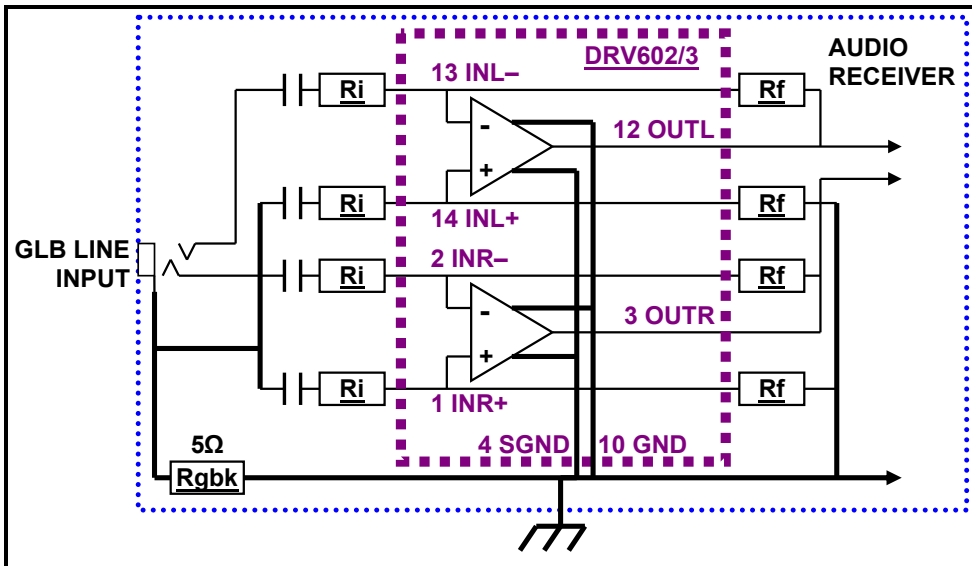 DRV602/3
AUDIO
RECEIVER
13 INL–
Ri
Rf
-
+
12 OUTL
Ri
Rf
14 INL+
GLB LINE
INPUT
2 INR–
Ri
Rf
-
+
3 OUTR
Ri
Rf
1 INR+
5Ω
Rgbk
4 SGND
10 GND